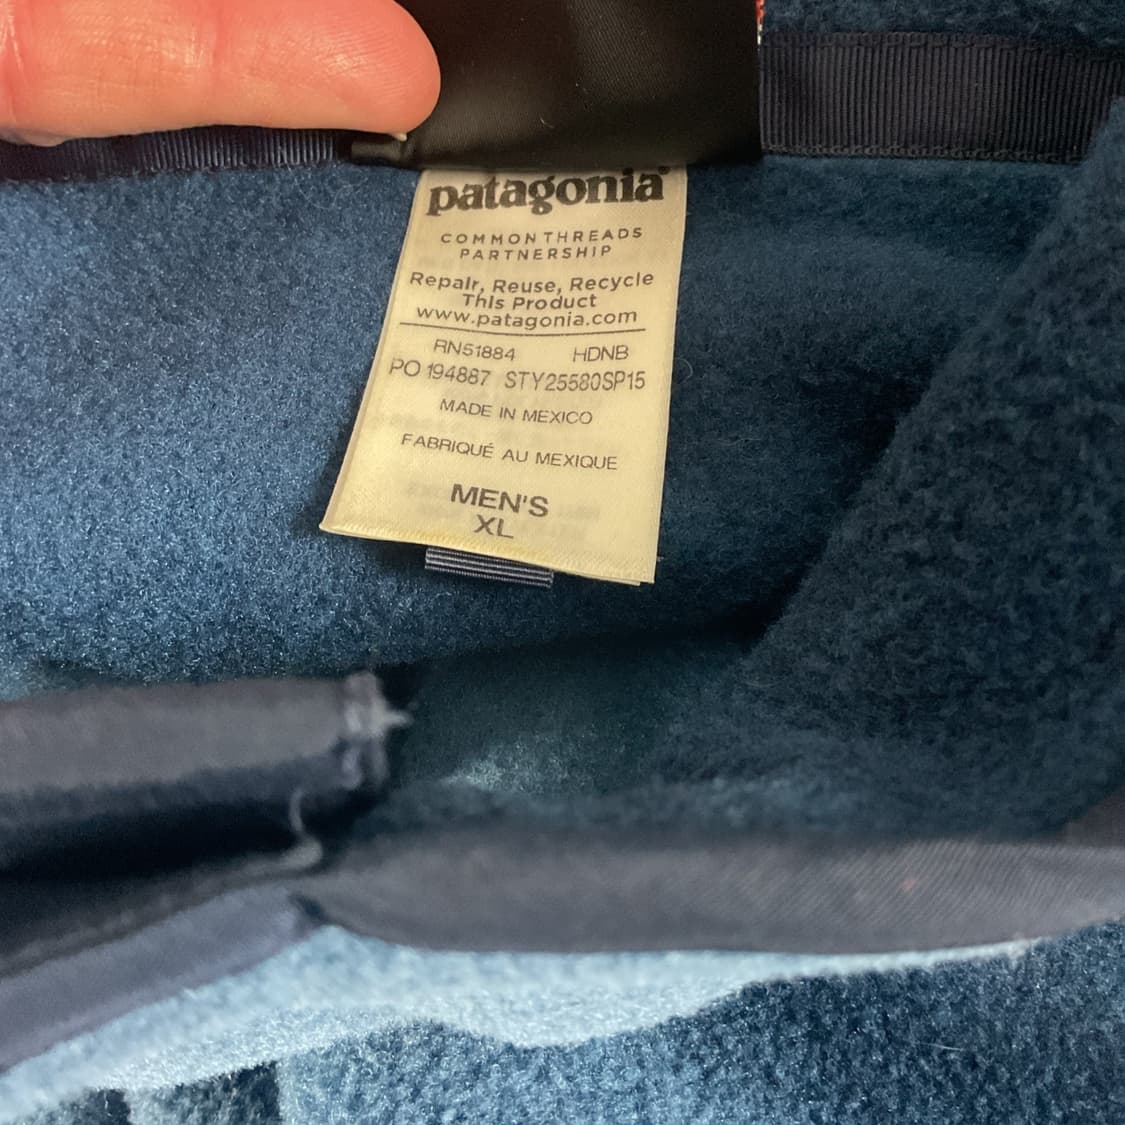 patagonia®
COMMON THREADS
PARTNERSHIP
Repair, Reuse, Recycle
This Product
www.patagonia.com
RN51884 HDNB
PO 194887 STY25580SP15
MADE IN MEXICO
FABRIQUÉ AU MEXIQUE
MEN'S
XL